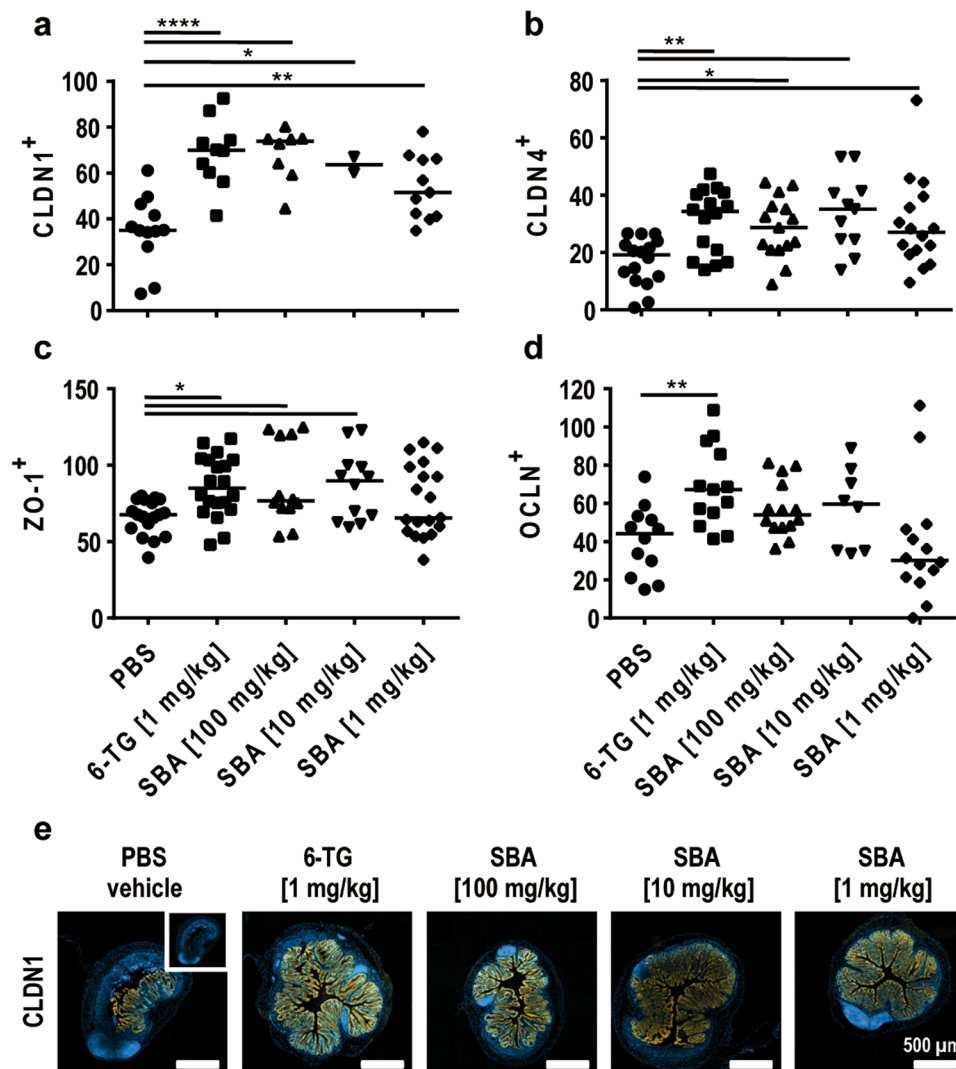 a
****
*
**
CLDN1+
100
80
60
40
20
0
b
**
*
CLDN4+
80
60
40
20
0
c
*
ZO-1+
150
100
50
0
PBS
6-TG [1 mg/kg]
SBA [100 mg/kg]
SBA [10 mg/kg]
SBA [1 mg/kg]
d
**
OCLN+
120
100
80
60
40
20
0
PBS
6-TG [1 mg/kg]
SBA [100 mg/kg]
SBA [10 mg/kg]
SBA [1 mg/kg]
e
PBS
vehicle
6-TG
[1 mg/kg]
SBA
[100 mg/kg]
SBA
[10 mg/kg]
SBA
[1 mg/kg]
CLDN1
500 µm